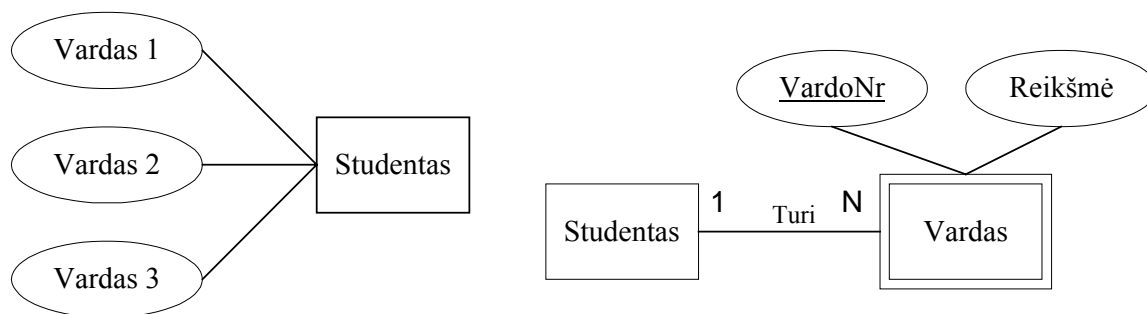 Vardas 1
Vardas 2
Vardas 3
Studentas
VardoNr
Reikšmė
Studentas
1
Turi
N
Vardas